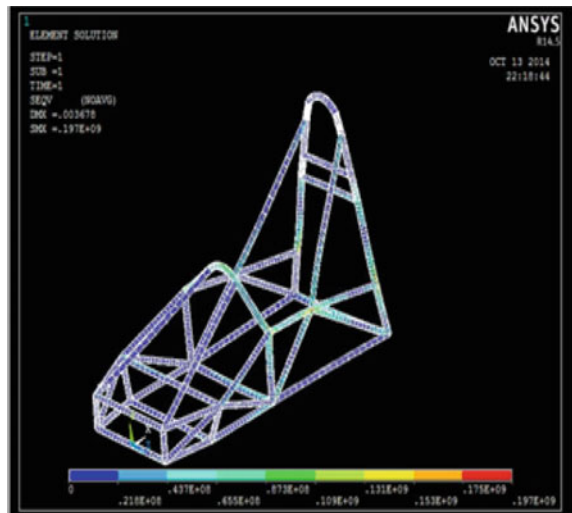 1
ANSYS
R14.5
ELEMENT SOLUTION
OCT 13 2014
22:18:44
STEP=1
SUB =1
TIME=1
SEQV (NOAVG)
DMX =.003678
SMX =.197E+09
0 .437E+08 .873E+08 .131E+09 .175E+09
.218E+08 .655E+08 .109E+09 .153E+09 .197E+09